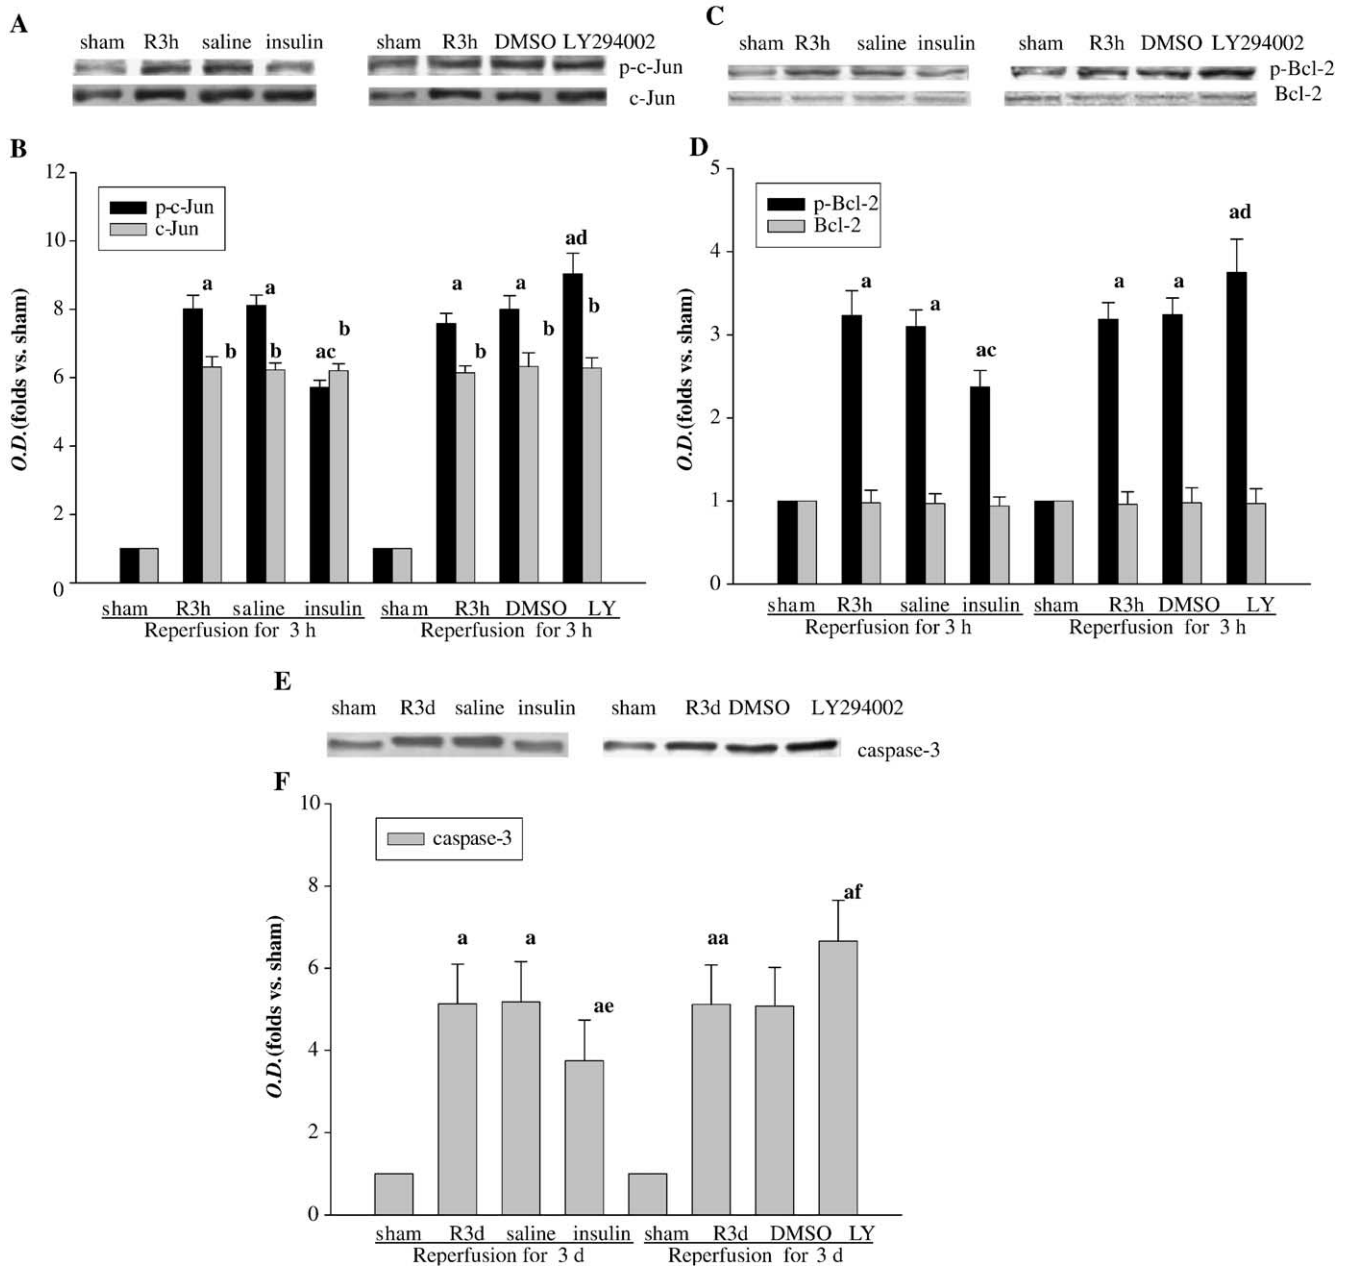 A
sham R3h saline insulin sham R3h DMSO LY294002
p-c-Jun
c-Jun
C
sham R3h saline insulin sham R3h DMSO LY294002
p-Bcl-2
Bcl-2
B
12
10
8
6
4
2
0
O.D.(folds vs. sham)
p-c-Jun
c-Jun
a b a b ac b a b a b ad b
sham R3h saline insulin sham R3h DMSO LY
Reperfusion for 3 h Reperfusion for 3 h
D
5
4
3
2
1
0
O.D.(folds vs. sham)
p-Bcl-2
Bcl-2
a a ac a a ad
sham R3h saline insulin sham R3h DMSO LY
Reperfusion for 3 h Reperfusion for 3 h
E
sham R3d saline insulin sham R3d DMSO LY294002
caspase-3
F
10
8
6
4
2
0
O.D.(folds vs. sham)
caspase-3
a a ae aa af
sham R3d saline insulin sham R3d DMSO LY
Reperfusion for 3 d Reperfusion for 3 d